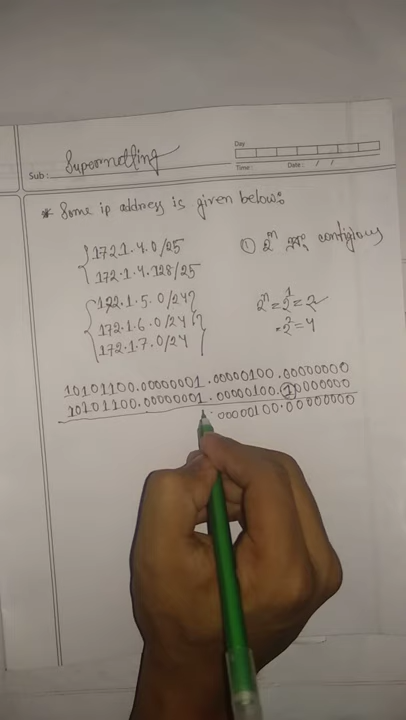 Day
Sub: Supernetting
Time: Date: / /
* Some ip address is given below:
172.1.4.0/25
172.1.4.128/25
172.1.5.0/24
172.1.6.0/24
172.1.7.0/24
① 2ⁿ contigious
2ⁿ = 2¹ = 2
= 2² = 4
10101100.00000001.00000100.00000000
10101100.00000001.00000100.10000000
1.00000100.00000000